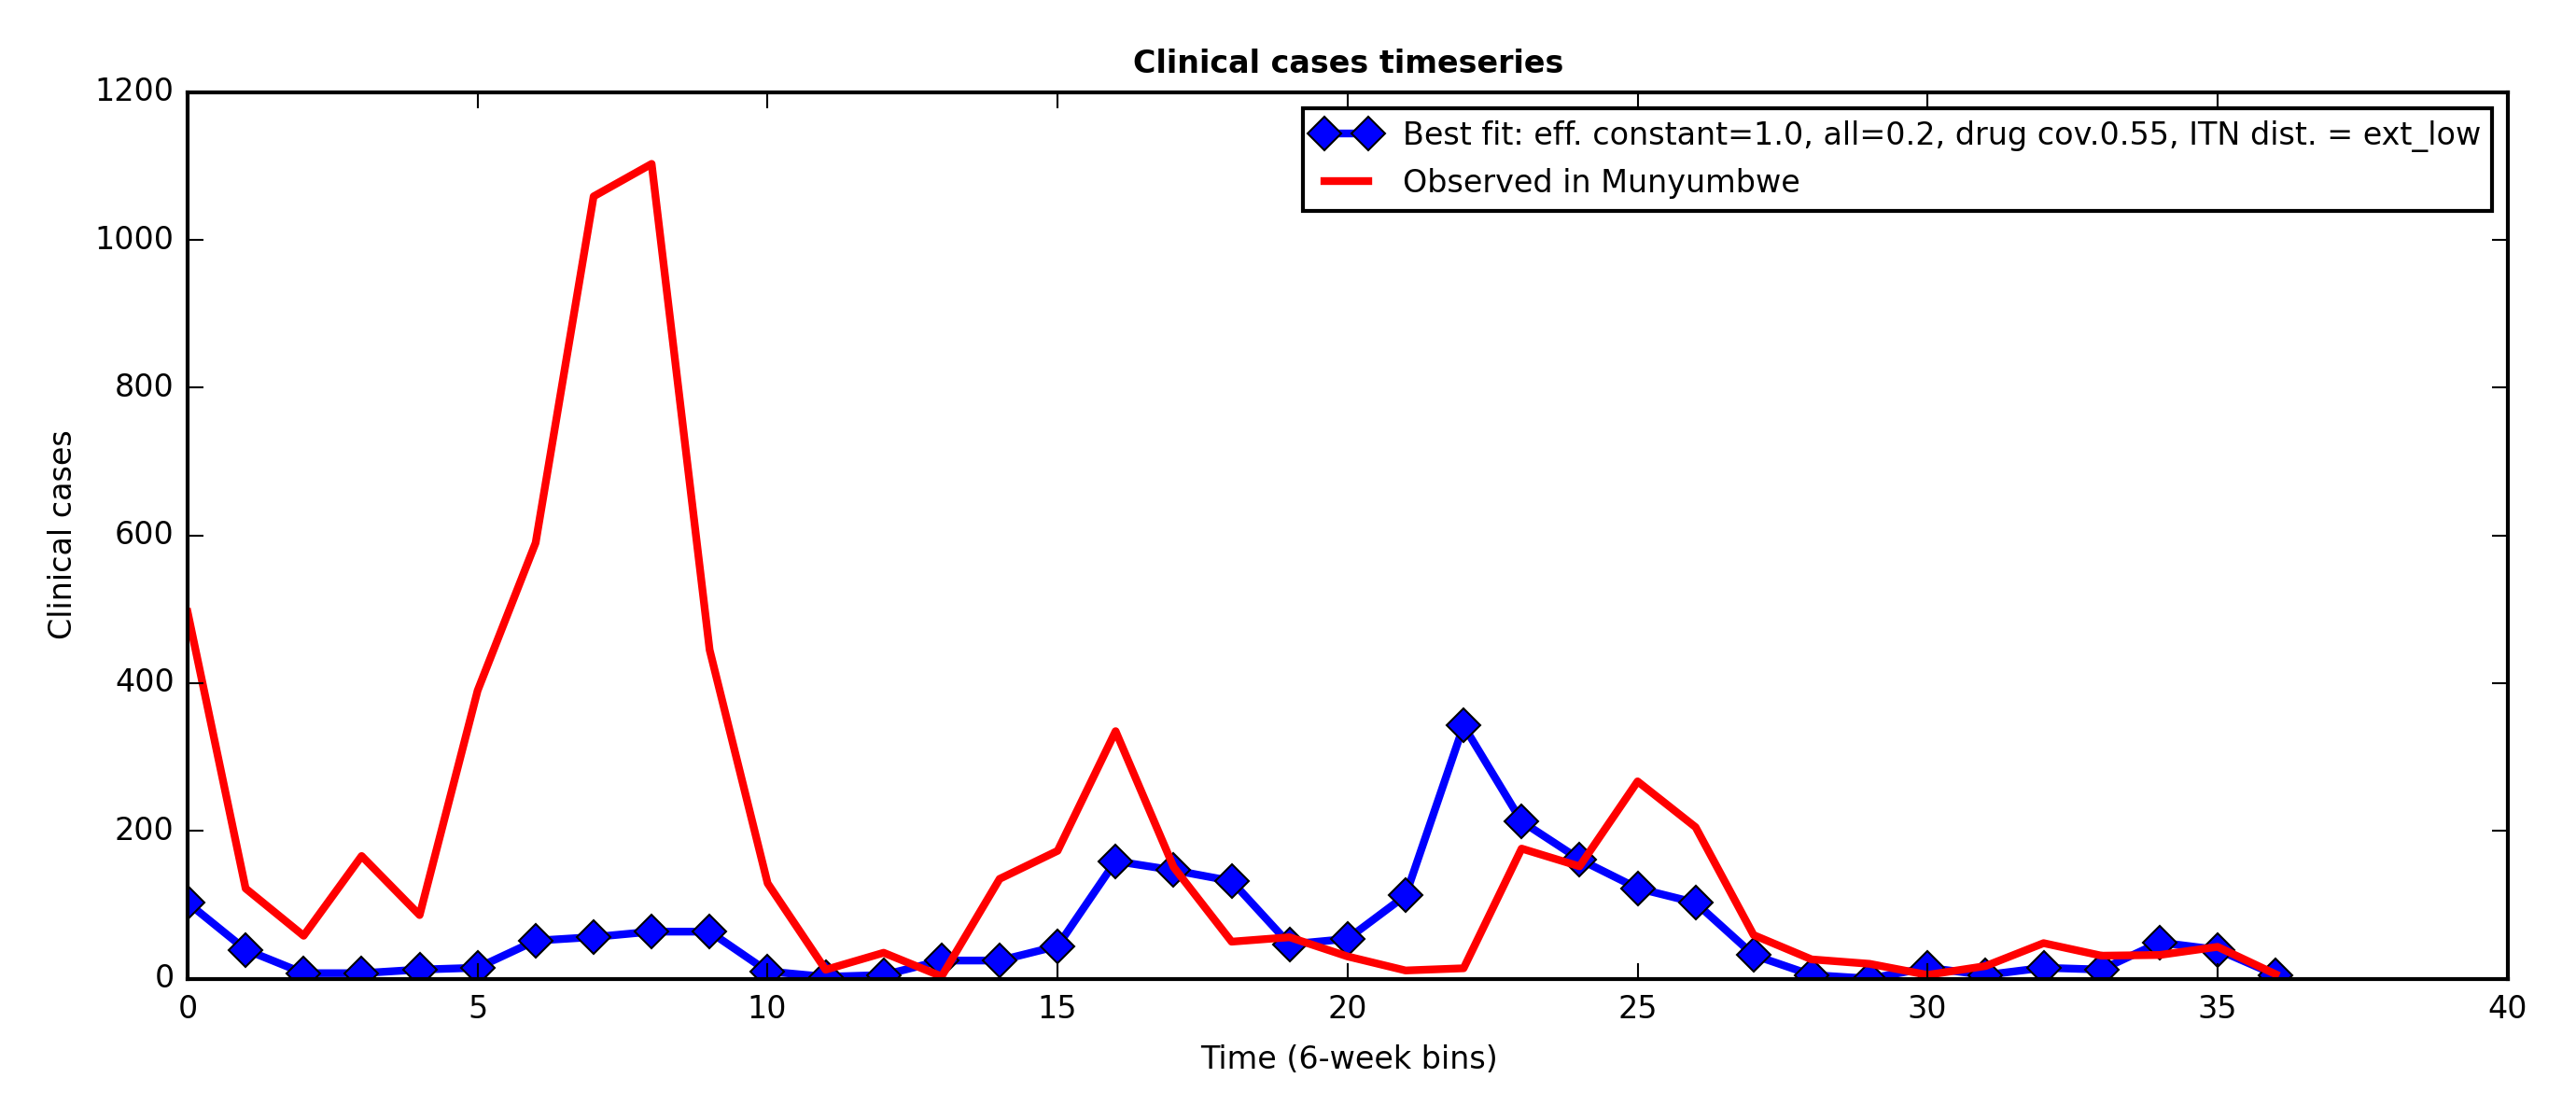 Clinical cases timeseries
1200
1000
800
600
400
200
0
Clinical cases
Best fit: eff. constant=1.0, all=0.2, drug cov.0.55, ITN dist. = ext_low
Observed in Munyumbwe
0 5 10 15 20 25 30 35 40
Time (6-week bins)